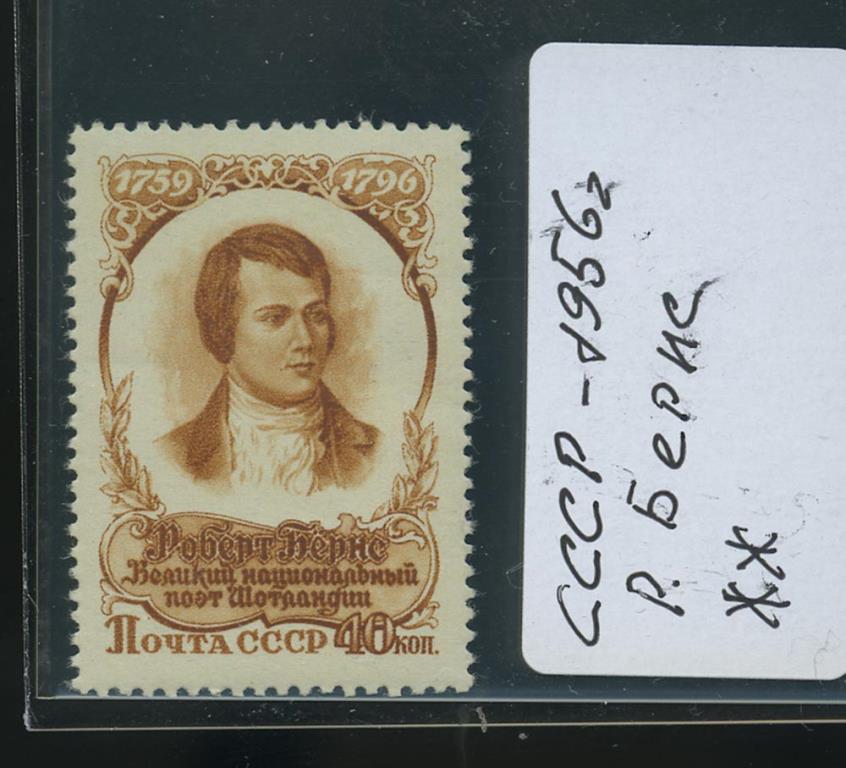 1759 1796
Роберт Бернс
Великий национальный
поэт Шотландии
ПОЧТА СССР 40 КОП.
СССР - 1956г
Р. Бернс
ЖЖ